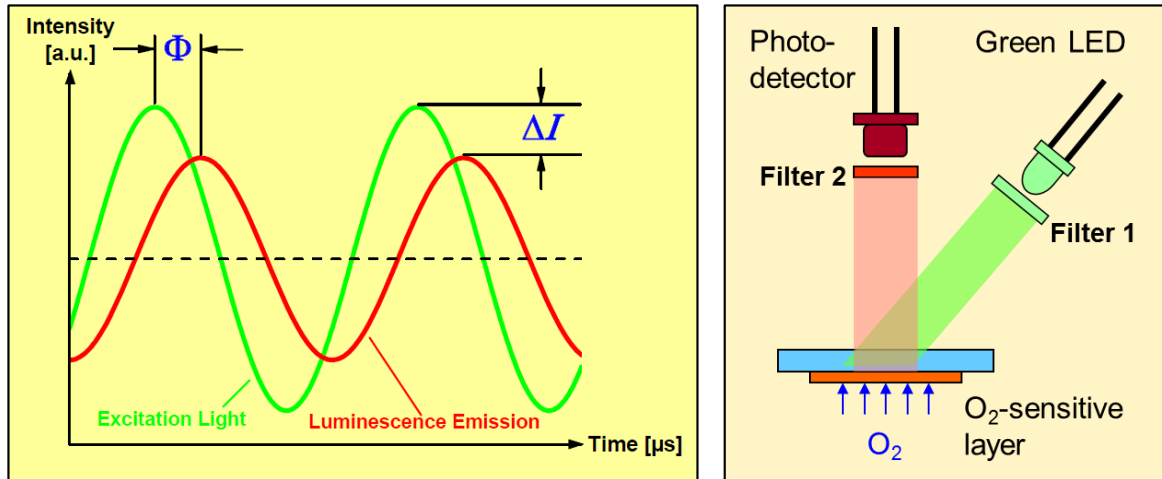 Intensity
[a.u.]
Φ
ΔI
Excitation Light
Luminescence Emission
Time [µs]
Photo-
detector
Green LED
Filter 2
Filter 1
O₂-sensitive
layer
O₂